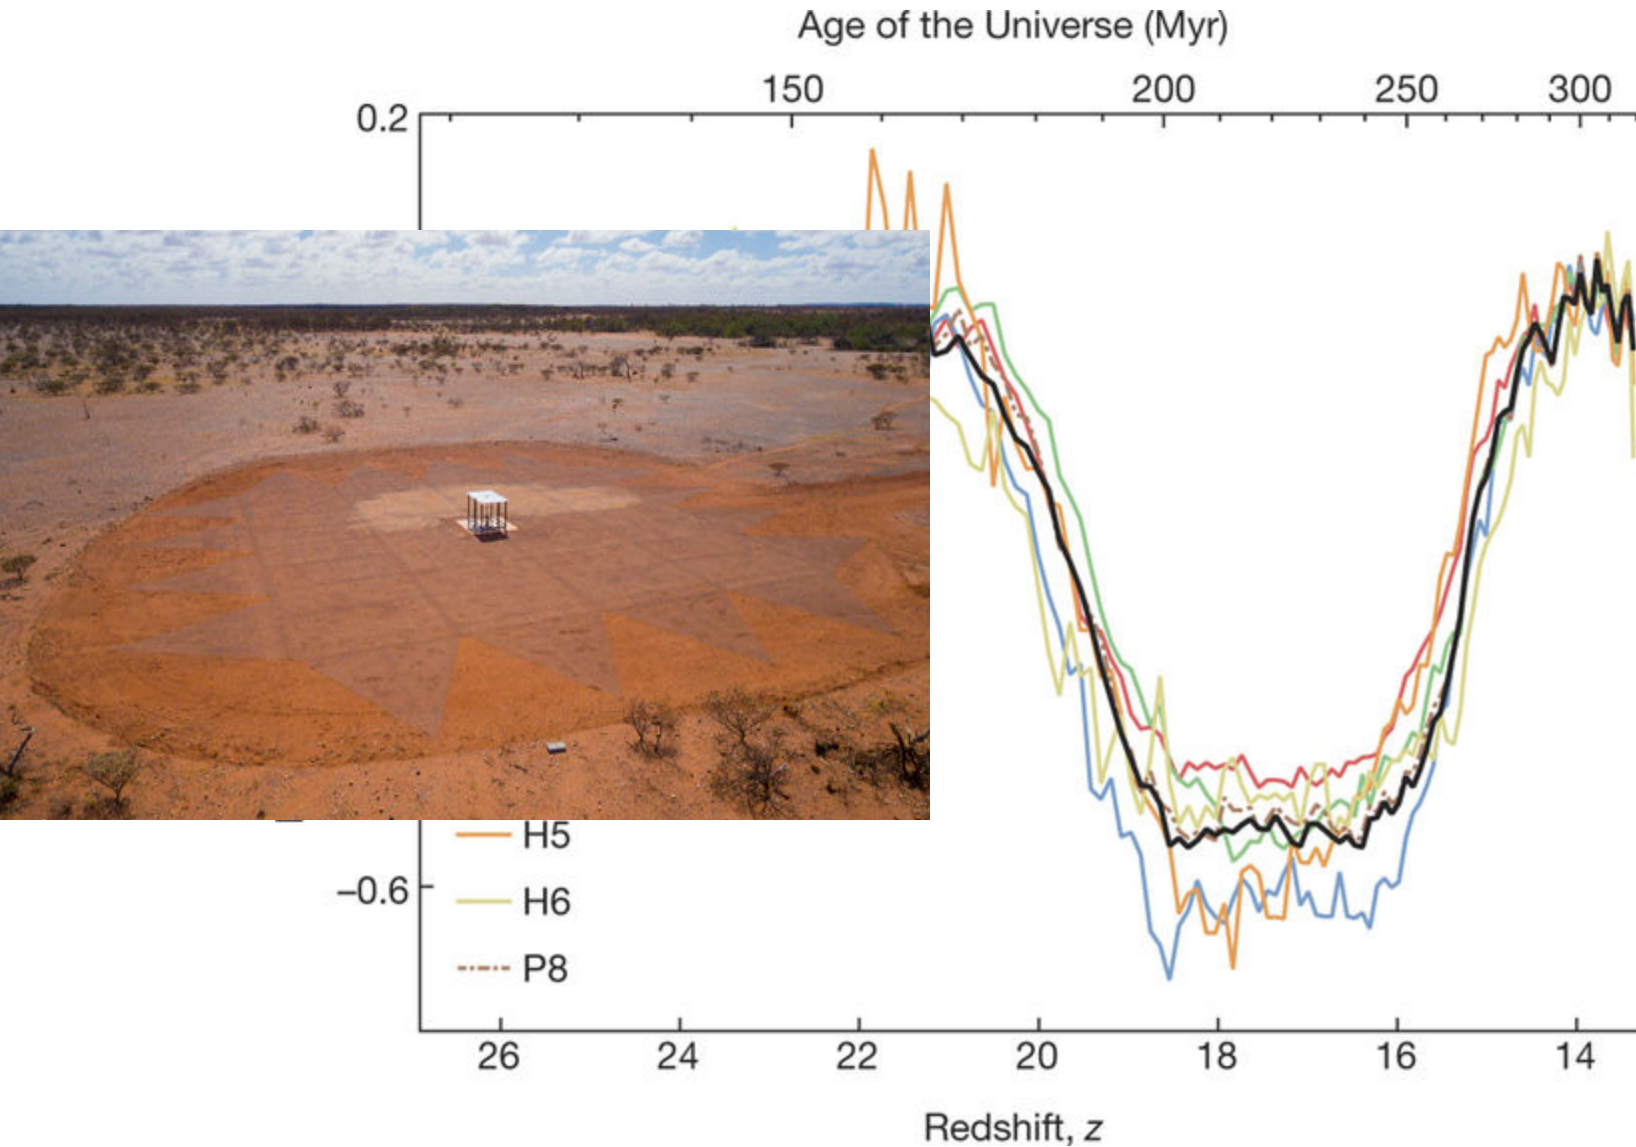 Age of the Universe (Myr)
150 200 250 300
0.2
H5
−0.6
H6
P8
26 24 22 20 18 16 14
Redshift, z